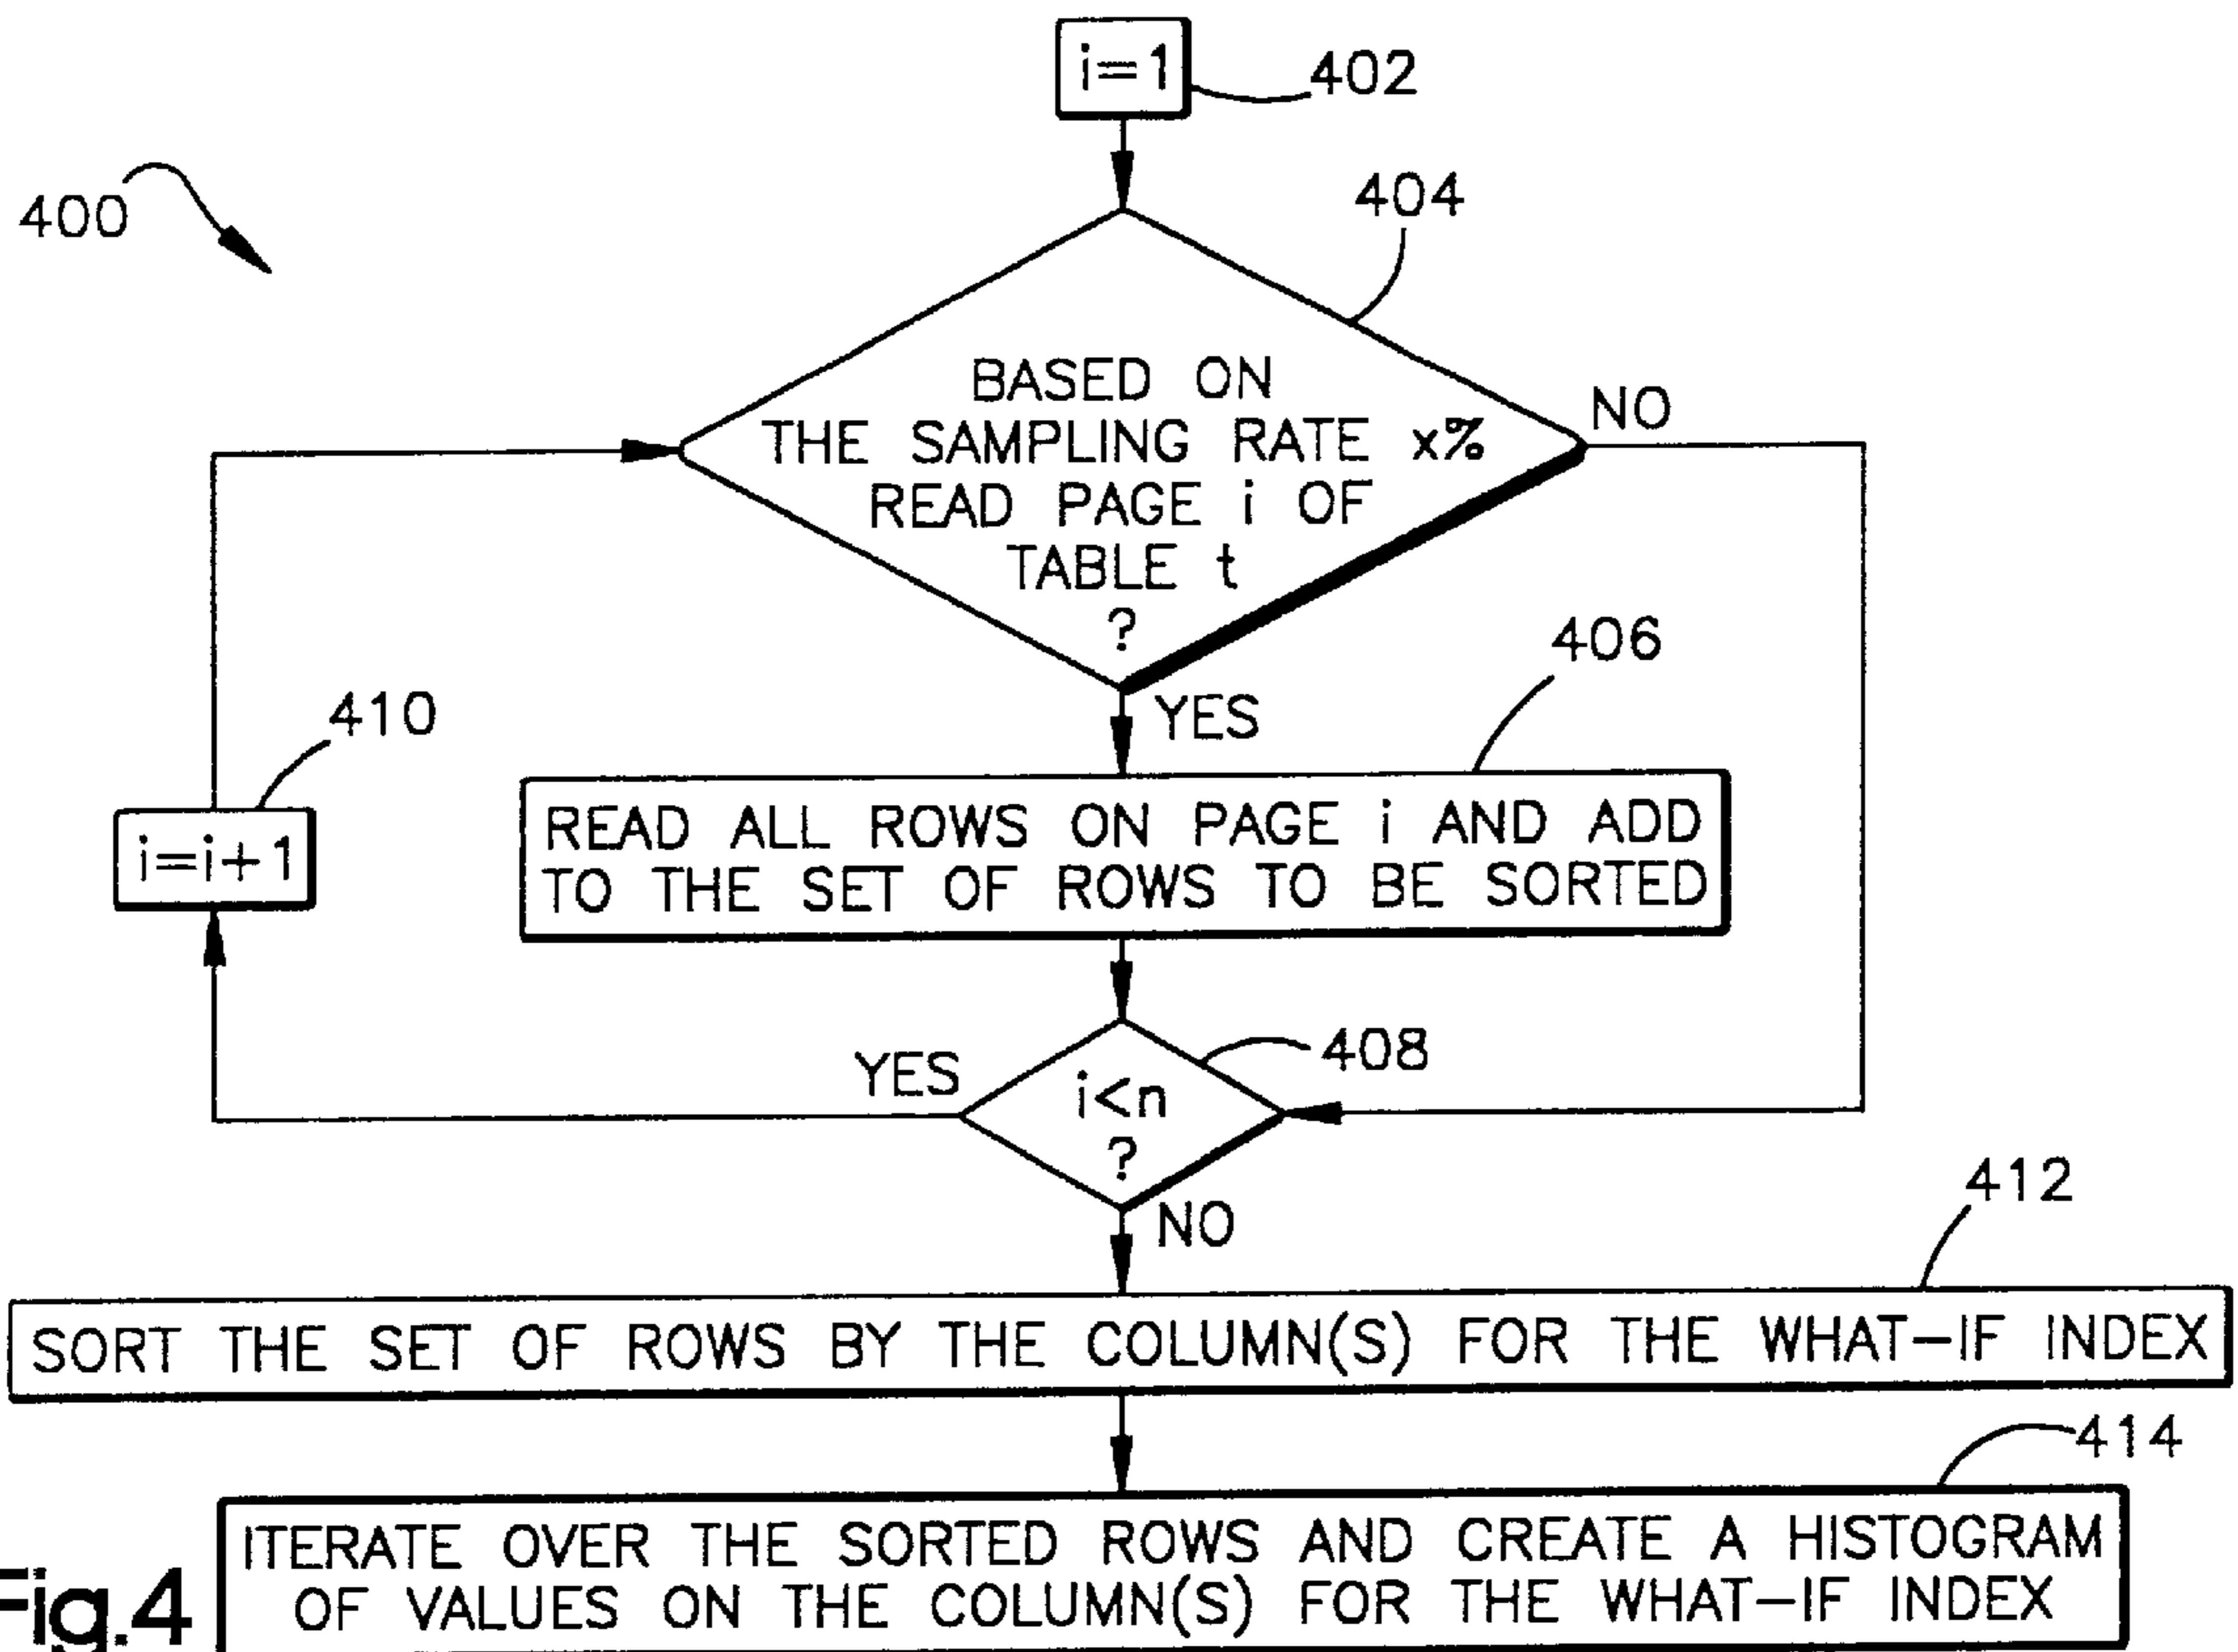 i=1
402
400
404
BASED ON
THE SAMPLING RATE x%
READ PAGE i OF
TABLE t
?
NO
YES
406
410
i=i+1
READ ALL ROWS ON PAGE i AND ADD
TO THE SET OF ROWS TO BE SORTED
408
YES
i<n
?
NO
412
SORT THE SET OF ROWS BY THE COLUMN(S) FOR THE WHAT-IF INDEX
414
ITERATE OVER THE SORTED ROWS AND CREATE A HISTOGRAM
OF VALUES ON THE COLUMN(S) FOR THE WHAT-IF INDEX
Fig.4